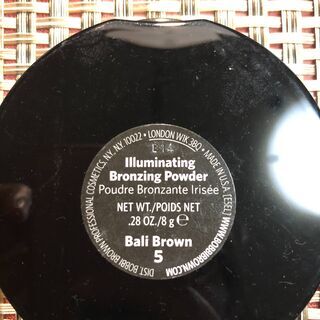 DIST. BOBBI BROWN PROFESSIONAL COSMETICS, N.Y., N.Y. 10022 • LONDON W1K 3BQ • MADE IN U.S.A. (ESEL) WWW.BOBBIBROWN.COM
Illuminating
Bronzing Powder
Poudre Bronzante Irisée
NET WT./POIDS NET
.28 OZ./8 g ℮
Bali Brown
5